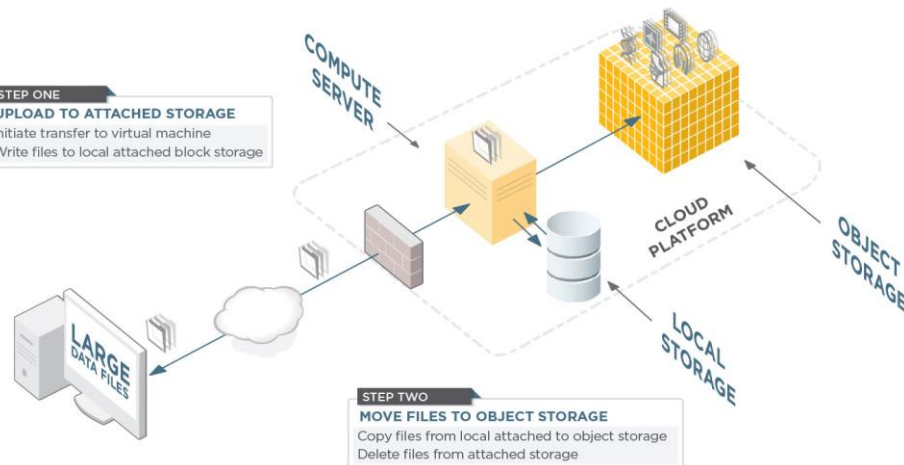 STEP ONE
UPLOAD TO ATTACHED STORAGE
Initiate transfer to virtual machine
Write files to local attached block storage
COMPUTE
SERVER
CLOUD
PLATFORM
OBJECT
STORAGE
LOCAL
STORAGE
LARGE
DATA FILES
STEP TWO
MOVE FILES TO OBJECT STORAGE
Copy files from local attached to object storage
Delete files from attached storage